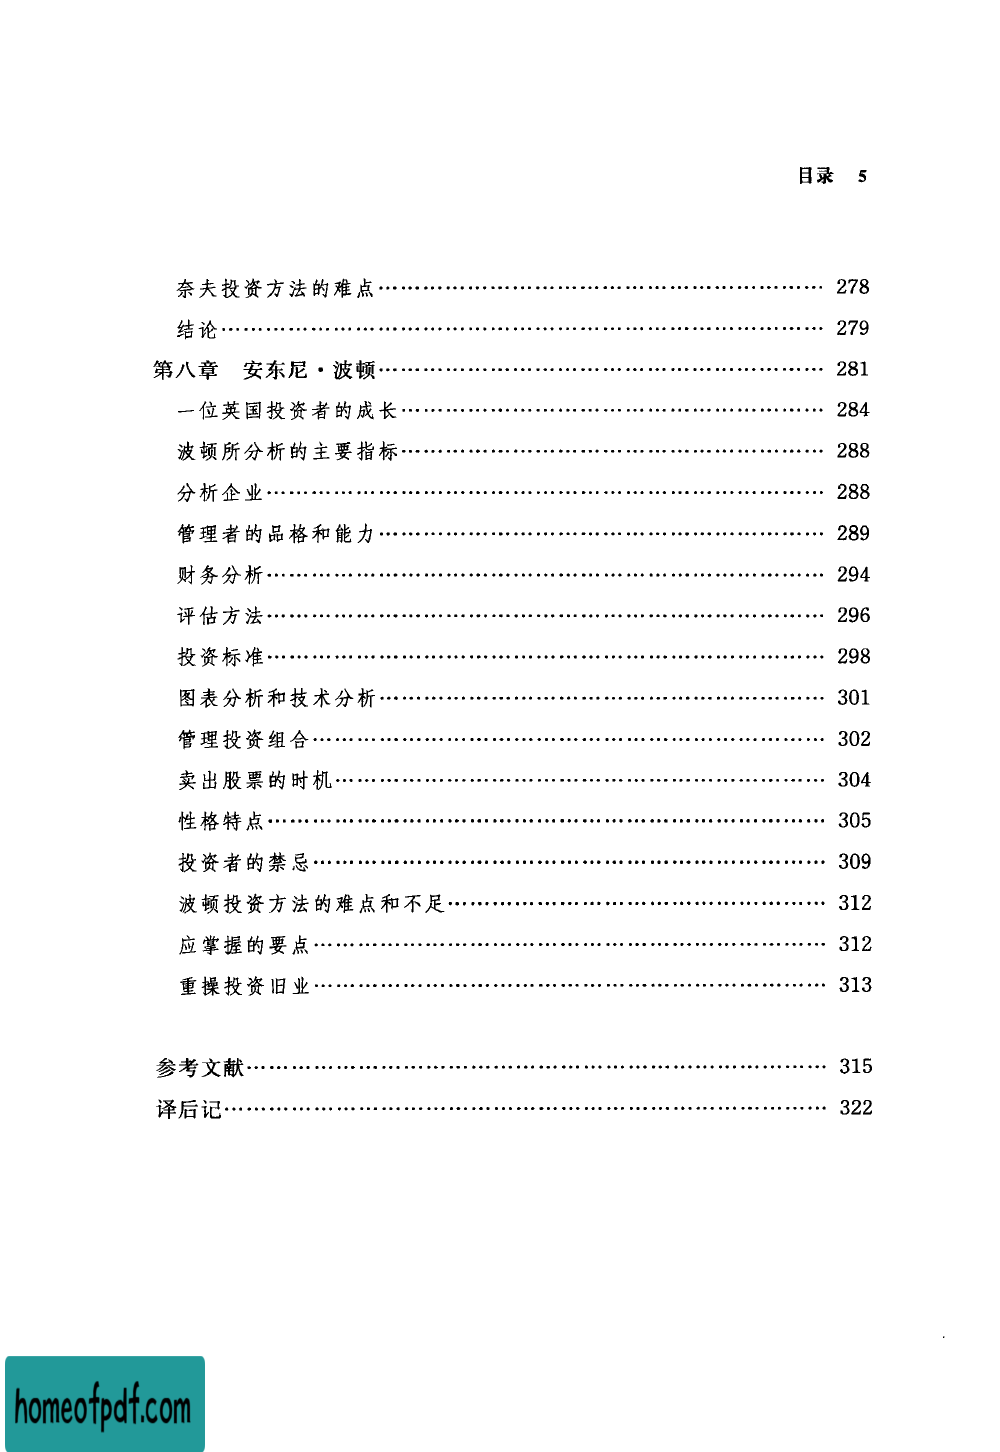 目录 5
奈夫投资方法的难点…………………………………………………… 278
结论……………………………………………………………………… 279
第八章 安东尼·波顿…………………………………………………… 281
一位英国投资者的成长………………………………………………… 284
波顿所分析的主要指标………………………………………………… 288
分析企业………………………………………………………………… 288
管理者的品格和能力…………………………………………………… 289
财务分析………………………………………………………………… 294
评估方法………………………………………………………………… 296
投资标准………………………………………………………………… 298
图表分析和技术分析…………………………………………………… 301
管理投资组合…………………………………………………………… 302
卖出股票的时机………………………………………………………… 304
性格特点………………………………………………………………… 305
投资者的禁忌…………………………………………………………… 309
波顿投资方法的难点和不足…………………………………………… 312
应掌握的要点…………………………………………………………… 312
重操投资旧业…………………………………………………………… 313
参考文献………………………………………………………………… 315
译后记…………………………………………………………………… 322
homeofpdf.com